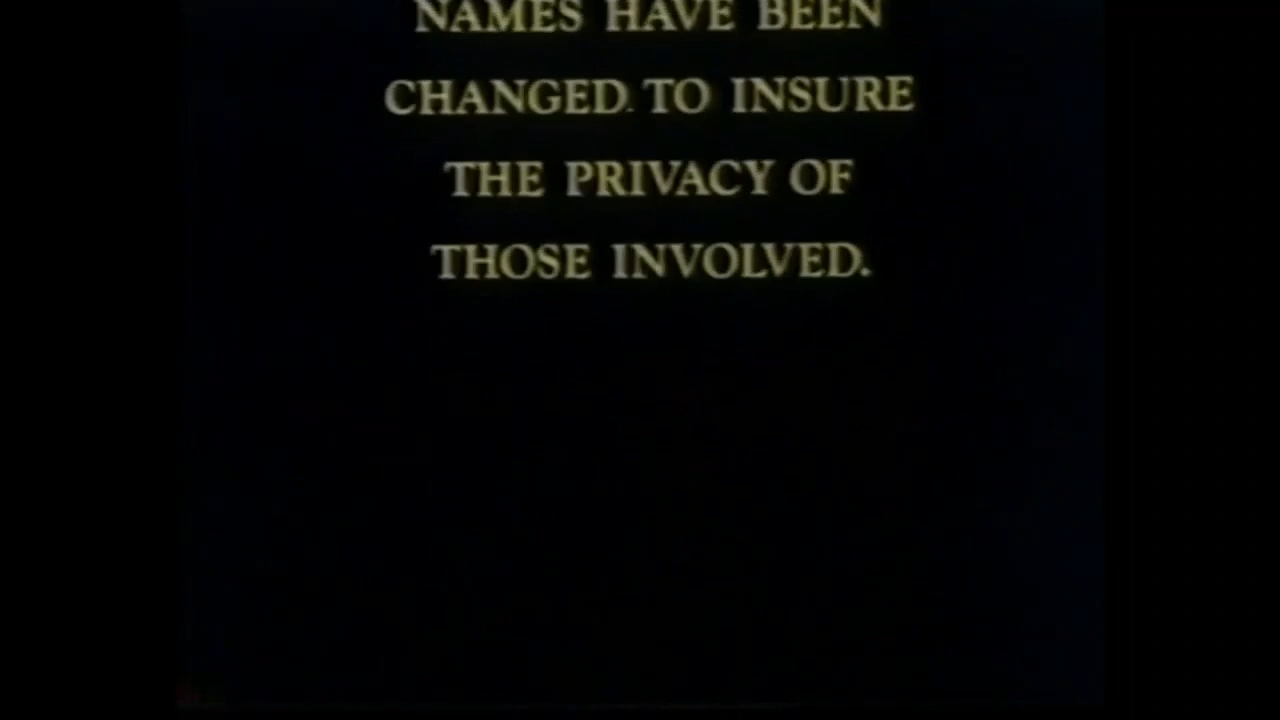 NAMES HAVE BEEN
CHANGED. TO INSURE
THE PRIVACY OF
THOSE INVOLVED.